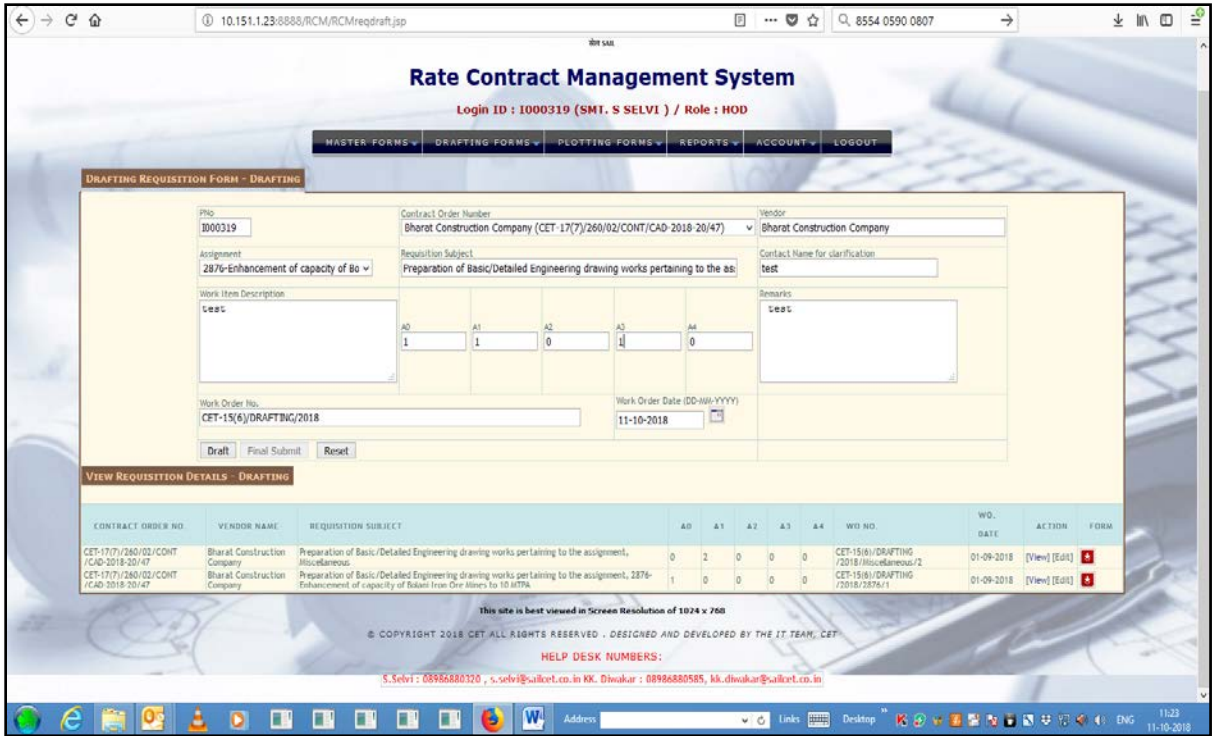 10.151.1.23:8888/RCM/RCMreqdraft.jsp
8554 0590 0807
सेल SAIL
Rate Contract Management System
Login ID : I000319 (SMT. S SELVI ) / Role : HOD
MASTER FORMS DRAFTING FORMS PLOTTING FORMS REPORTS ACCOUNT LOGOUT
DRAFTING REQUISITION FORM - DRAFTING
PNo Contract Order Number Vendor
I000319 Bharat Construction Company (CET-17(7)/260/02/CONT/CAD-2018-20/47) Bharat Construction Company
Assignment Requisition Subject Contact Name for clarification
2876-Enhancement of capacity of Bo Preparation of Basic/Detailed Engineering drawing works pertaining to the as: test
Work Item Description Remarks
test test
A0 A1 A2 A3 A4
1 1 0 1 0
Work Order No. Work Order Date (DD-MM-YYYY)
CET-15(6)/DRAFTING/2018 11-10-2018
Draft Final Submit Reset
VIEW REQUISITION DETAILS - DRAFTING
CONTRACT ORDER NO. VENDOR NAME REQUISITION SUBJECT A0 A1 A2 A3 A4 WO NO. WO. DATE ACTION FORM
CET-17(7)/260/02/CONT Bharat Construction Preparation of Basic/Detailed Engineering drawing works pertaining to the assignment, 0 2 0 0 0 CET-15(6)/DRAFTING 01-09-2018 [View] [Edit]
/CAD-2018-20/47 Company Miscellaneous /2018/Miscelaneous/2
CET-17(7)/260/02/CONT Bharat Construction Preparation of Basic/Detailed Engineering drawing works pertaining to the assignment, 2876- 1 0 0 0 0 CET-15(6)/DRAFTING 01-09-2018 [View] [Edit]
/CAD-2018-20/47 Company Enhancement of capacity of Bolani Iron Ore Mines to 10 MTPA /2018/2876/1
This site is best viewed in Screen Resolution of 1024 x 768
© COPYRIGHT 2018 CET ALL RIGHTS RESERVED . DESIGNED AND DEVELOPED BY THE IT TEAM, CET
HELP DESK NUMBERS:
S.Selvi : 08986880320 , s.selvi@sailcet.co.in KK. Diwakar : 08986880585, kk.diwakar@sailcet.co.in
Address Links Desktop ENG 11:23
11-10-2018